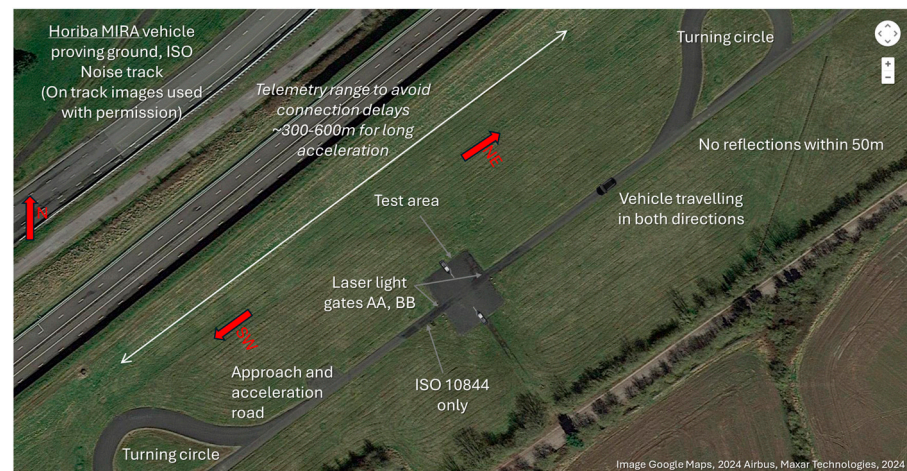 Horiba MIRA vehicle
proving ground, ISO
Noise track
(On track images used
with permission)
Turning circle
+
−
Telemetry range to avoid
connection delays
~300-600m for long
acceleration
NE
No reflections within 50m
N
Test area
Vehicle travelling
in both directions
Laser light
gates AA, BB
SW
Approach and
acceleration
road
ISO 10844
only
Turning circle
Image Google Maps, 2024 Airbus, Maxar Technologies, 2024